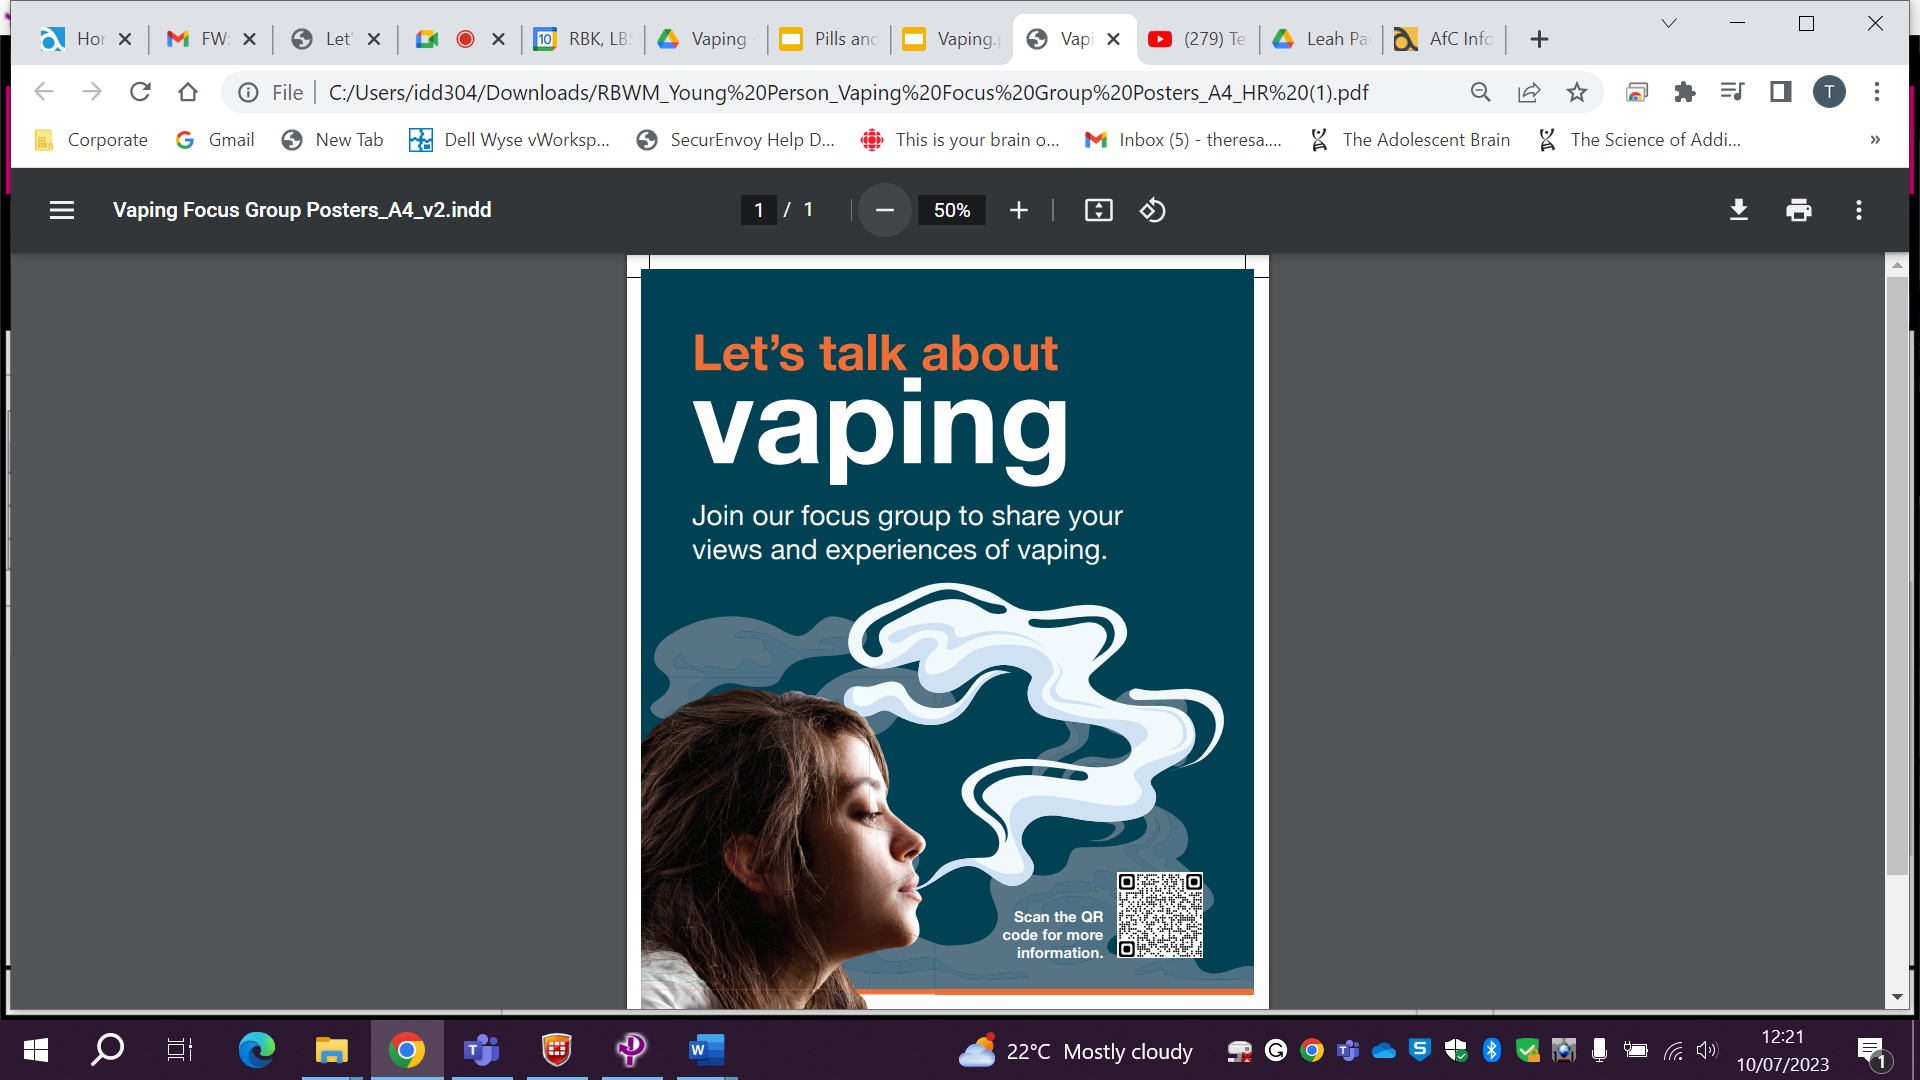 Hor
FW:
Let'
10
RBK, LBS
Vaping
Pills and
Vaping.p
Vapi
(279) Te
Leah Pa
AfC Info
File
C:/Users/idd304/Downloads/RBWM_Young%20Person_Vaping%20Focus%20Group%20Posters_A4_HR%20(1).pdf
T
Corporate
Gmail
New Tab
Dell Wyse vWorksp...
SecurEnvoy Help D...
This is your brain o...
Inbox (5) - theresa....
The Adolescent Brain
The Science of Addi...
»
Vaping Focus Group Posters_A4_v2.indd
1 / 1
50%
Let's talk about
vaping
Join our focus group to share your
views and experiences of vaping.
Scan the QR
code for more
information.
22°C Mostly cloudy
12:21
10/07/2023
1